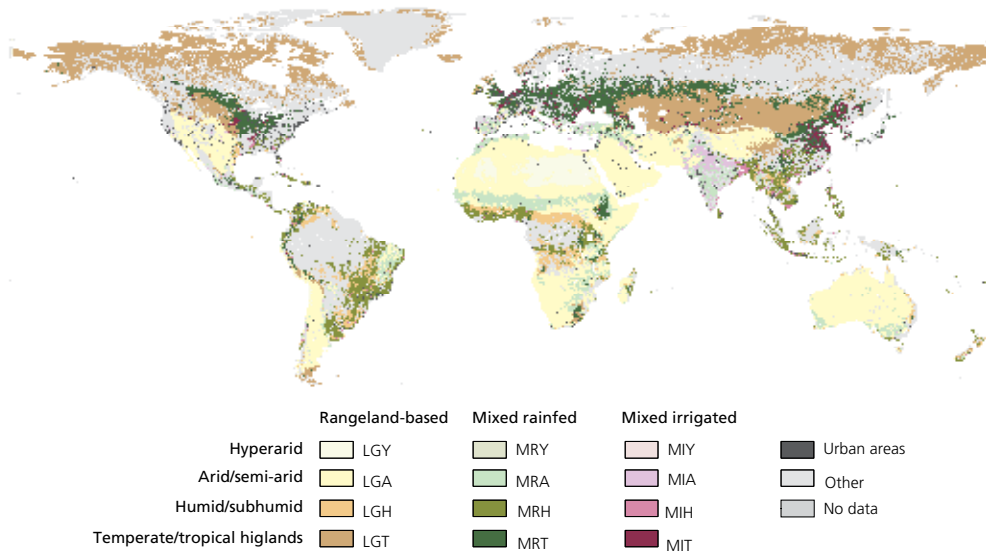 Rangeland-based Mixed rainfed Mixed irrigated
Hyperarid LGY MRY MIY Urban areas
Arid/semi-arid LGA MRA MIA Other
Humid/subhumid LGH MRH MIH No data
Temperate/tropical higlands LGT MRT MIT